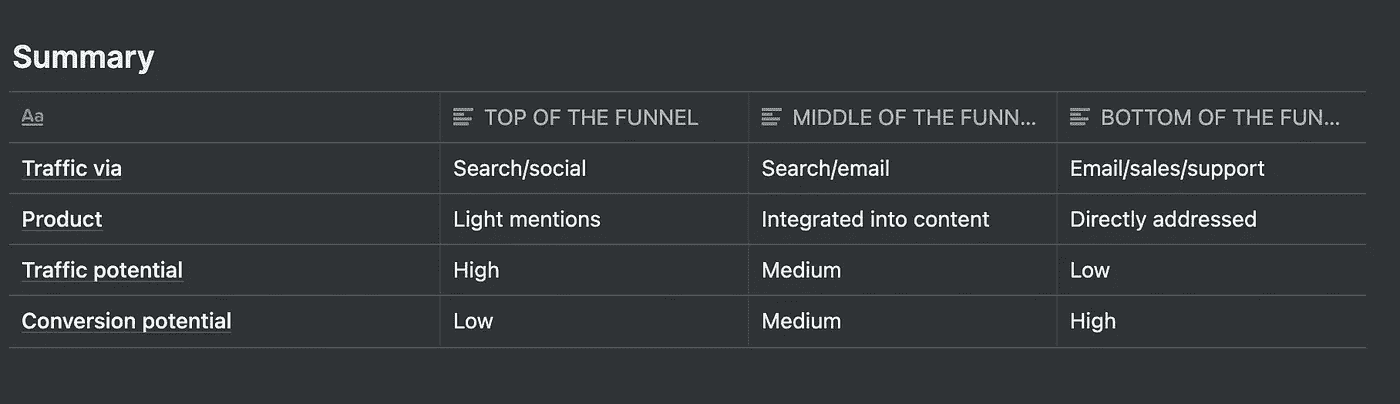 Summary
Aa TOP OF THE FUNNEL MIDDLE OF THE FUNN... BOTTOM OF THE FUN...
Traffic via Search/social Search/email Email/sales/support
Product Light mentions Integrated into content Directly addressed
Traffic potential High Medium Low
Conversion potential Low Medium High